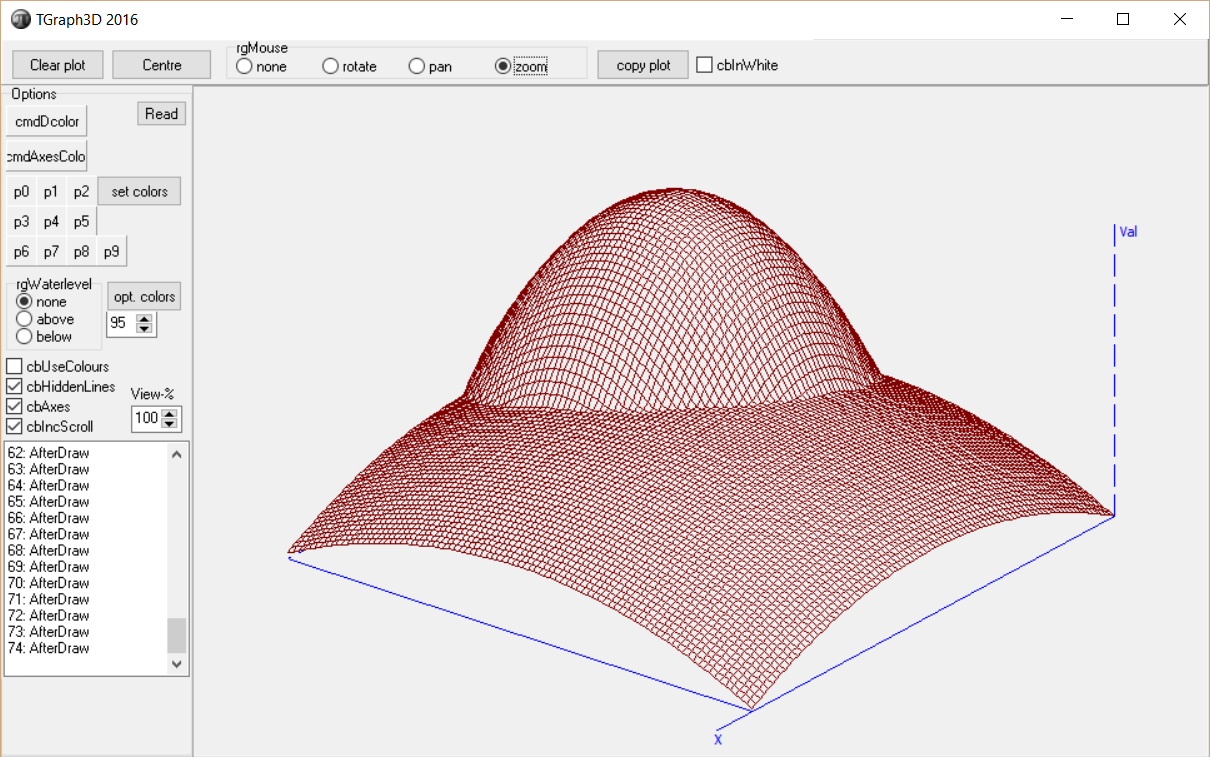 TGraph3D 2016
Clear plot
Centre
rgMouse
none
rotate
pan
zoom
copy plot
cbInWhite
Options
cmdDcolor
Read
cmdAxesColo
p0 p1 p2 set colors
p3 p4 p5
p6 p7 p8 p9
rgWaterlevel
none
above
below
opt. colors
95
cbUseColours
cbHiddenLines
cbAxes
cbIncScroll
View-%
100
62: AfterDraw
63: AfterDraw
64: AfterDraw
65: AfterDraw
66: AfterDraw
67: AfterDraw
68: AfterDraw
69: AfterDraw
70: AfterDraw
71: AfterDraw
72: AfterDraw
73: AfterDraw
74: AfterDraw
Val
X